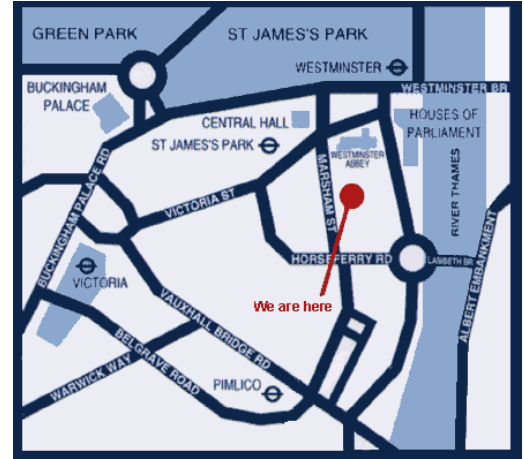 GREEN PARK
ST JAMES'S PARK
WESTMINSTER
WESTMINSTER BR
BUCKINGHAM
PALACE
CENTRAL HALL
HOUSES OF
PARLIAMENT
ST JAMES'S PARK
WESTMINSTER
ABBEY
MARSHAM ST
BUCKINGHAM PALACE RD
VICTORIA ST
RIVER THAMES
HORSEFERRY RD
LAMBETH BR
ALBERT EMBANKMENT
VICTORIA
We are here
VAUXHALL BRIDGE RD
BELGRAVE ROAD
WARWICK WAY
PIMLICO